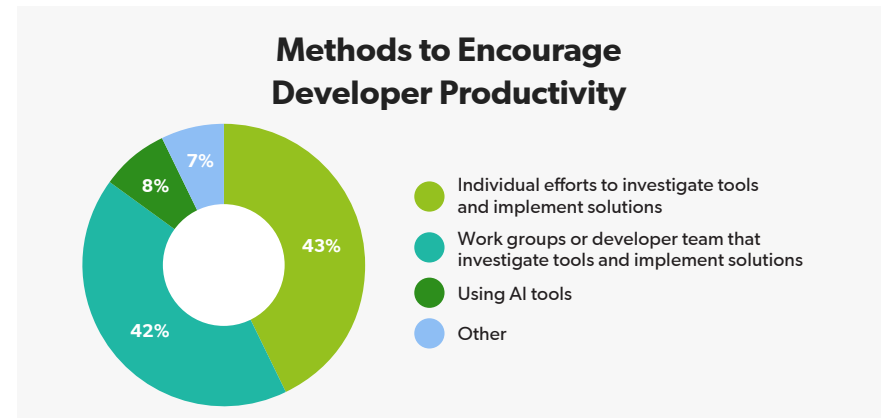 Methods to Encourage
Developer Productivity
7%
8%
43%
42%
Individual efforts to investigate tools
and implement solutions
Work groups or developer team that
investigate tools and implement solutions
Using AI tools
Other